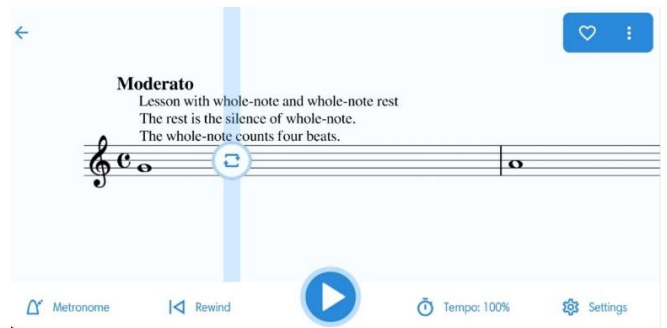 Moderato
Lesson with whole-note and whole-note rest
The rest is the silence of whole-note.
The whole-note counts four beats.
Metronome
Rewind
Tempo: 100%
Settings